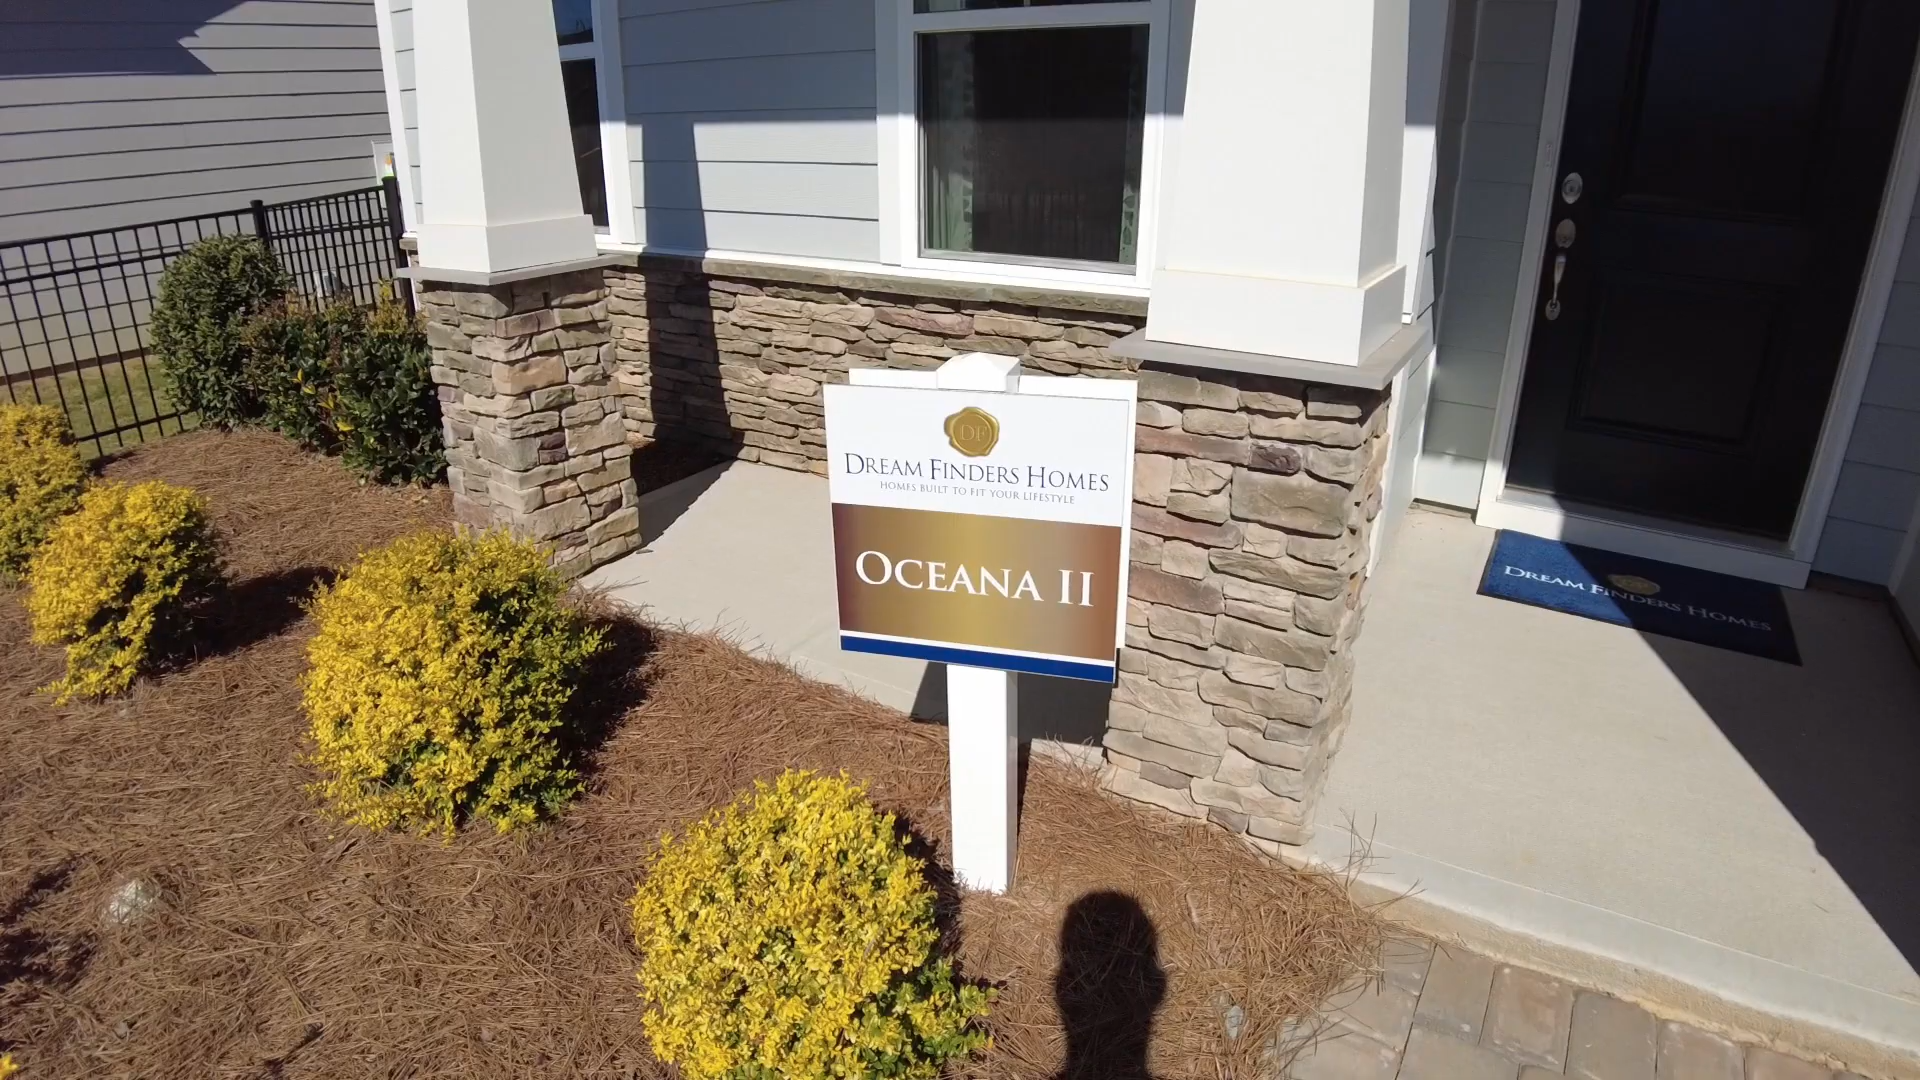 DF
DREAM FINDERS HOMES
HOMES BUILT TO FIT YOUR LIFESTYLE
OCEANA II
DREAM FINDERS HOMES